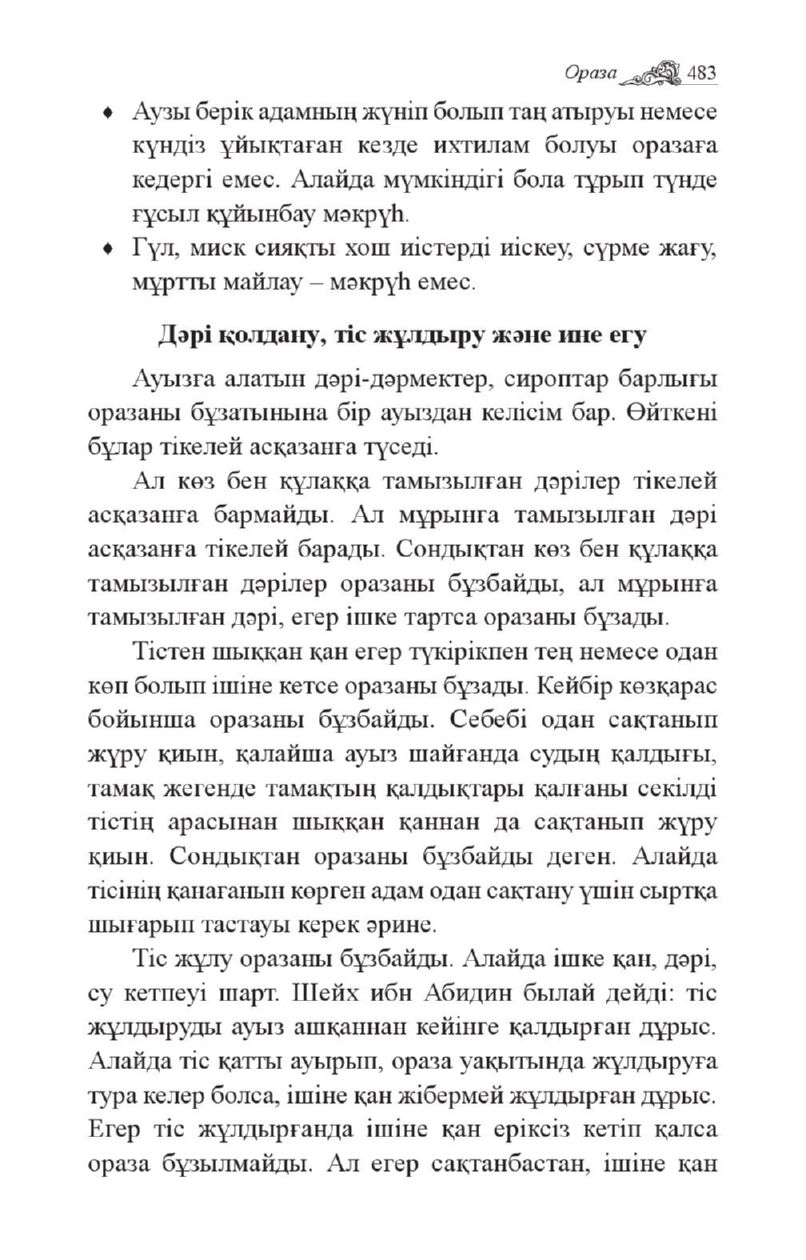 Ораза 483
♦ Аузы берік адамның жүніп болып таң атыруы немесе
күндіз ұйықтаған кезде ихтилам болуы оразаға
кедергі емес. Алайда мүмкіндігі бола тұрып түнде
ғұсыл құйынбау мәкрүһ.
♦ Гүл, миск сияқты хош иістерді иіскеу, сүрме жағу,
мұртты майлау – мәкрүһ емес.
Дәрі қолдану, тіс жұлдыру және ине егу
Ауызға алатын дәрі-дәрмектер, сироптар барлығы
оразаны бұзатынына бір ауыздан келісім бар. Өйткені
бұлар тікелей асқазанға түседі.
Ал көз бен құлаққа тамызылған дәрілер тікелей
асқазанға бармайды. Ал мұрынға тамызылған дәрі
асқазанға тікелей барады. Сондықтан көз бен құлаққа
тамызылған дәрілер оразаны бұзбайды, ал мұрынға
тамызылған дәрі, егер ішке тартса оразаны бұзады.
Тістен шыққан қан егер түкірікпен тең немесе одан
көп болып ішіне кетсе оразаны бұзады. Кейбір көзқарас
бойынша оразаны бұзбайды. Себебі одан сақтанып
жүру қиын, қалайша ауыз шайғанда судың қалдығы,
тамақ жегенде тамақтың қалдықтары қалғаны секілді
тістің арасынан шыққан қаннан да сақтанып жүру
қиын. Сондықтан оразаны бұзбайды деген. Алайда
тісінің қанағанын көрген адам одан сақтану үшін сыртқа
шығарып тастауы керек әрине.
Тіс жұлу оразаны бұзбайды. Алайда ішке қан, дәрі,
су кетпеуі шарт. Шейх ибн Абидин былай дейді: тіс
жұлдыруды ауыз ашқаннан кейінге қалдырған дұрыс.
Алайда тіс қатты ауырып, ораза уақытында жұлдыруға
тура келер болса, ішіне қан жібермей жұлдырған дұрыс.
Егер тіс жұлдырғанда ішіне қан еріксіз кетіп қалса
ораза бұзылмайды. Ал егер сақтанбастан, ішіне қан